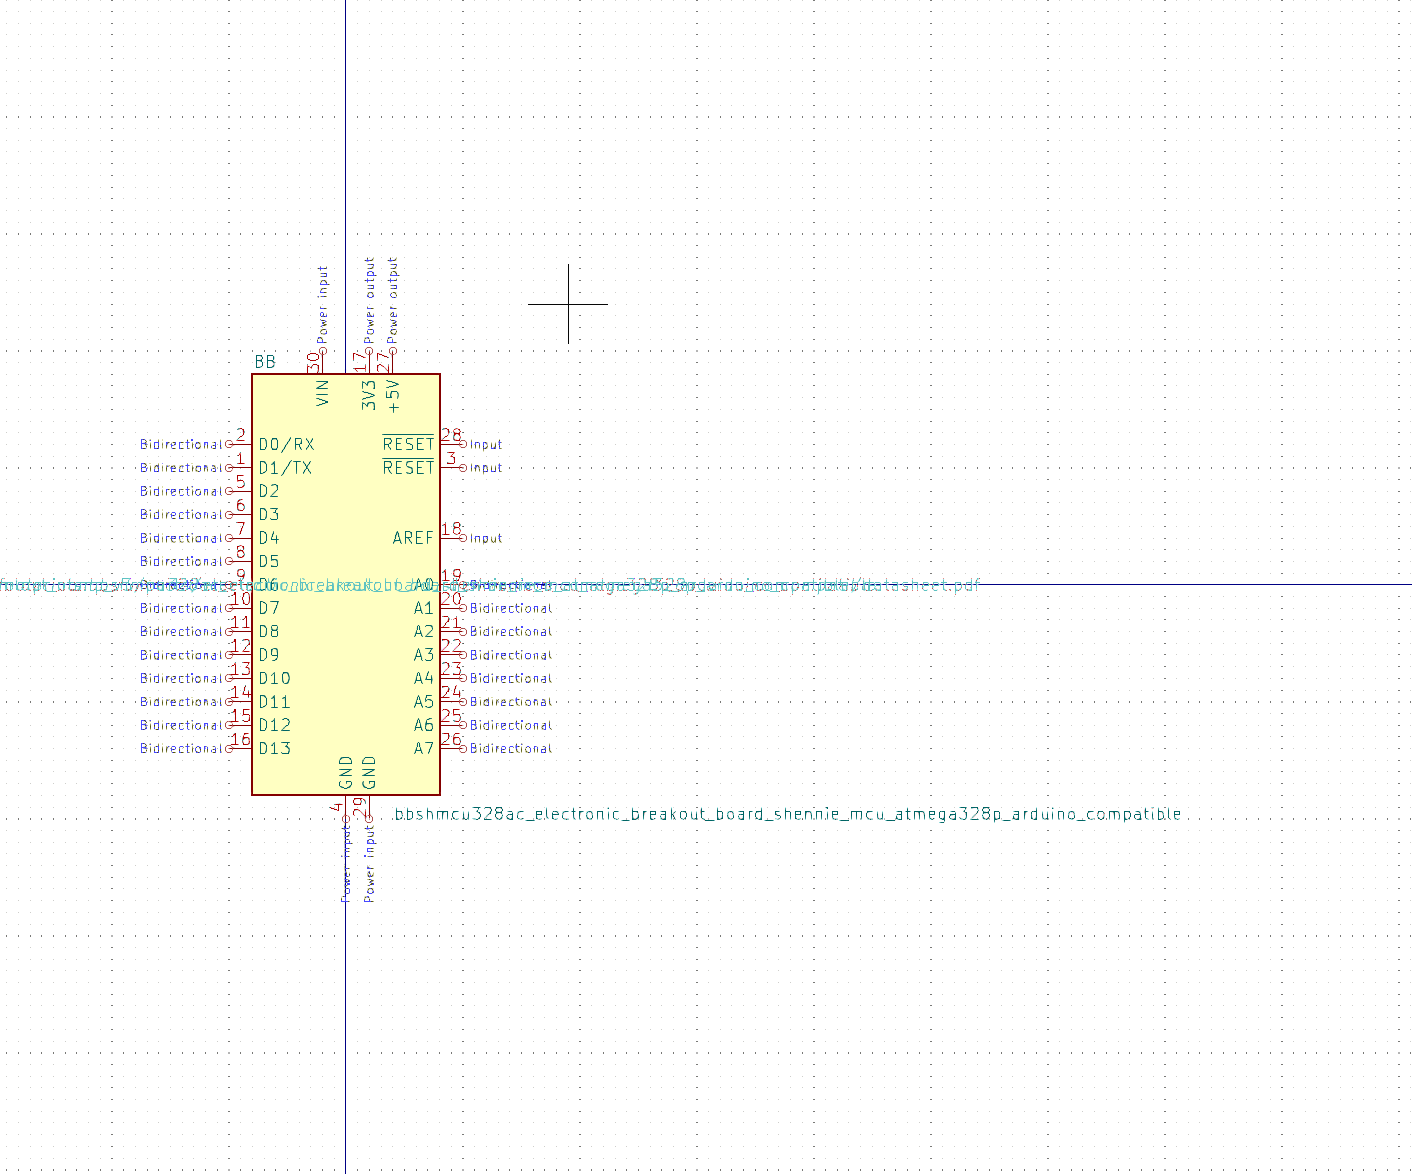 Power input
Power output
Power output
30
17
27
BB
VIN
3V3
+5V
Bidirectional 2 D0/RX RESET 28 Input
Bidirectional 1 D1/TX RESET 3 Input
Bidirectional 5 D2
Bidirectional 6 D3
Bidirectional 7 D4 AREF 18 Input
Bidirectional 8 D5
9 D6 A0 19 Bidirectional
Bidirectional 10 D7 A1 20 Bidirectional
Bidirectional 11 D8 A2 21 Bidirectional
Bidirectional 12 D9 A3 22 Bidirectional
Bidirectional 13 D10 A4 23 Bidirectional
Bidirectional 14 D11 A5 24 Bidirectional
Bidirectional 15 D12 A6 25 Bidirectional
Bidirectional 16 D13 A7 26 Bidirectional
GND
GND
4
29
bbshmcu328ac_electronic_breakout_board_shennie_mcu_atmega328p_arduino_compatible
Power input
Power input